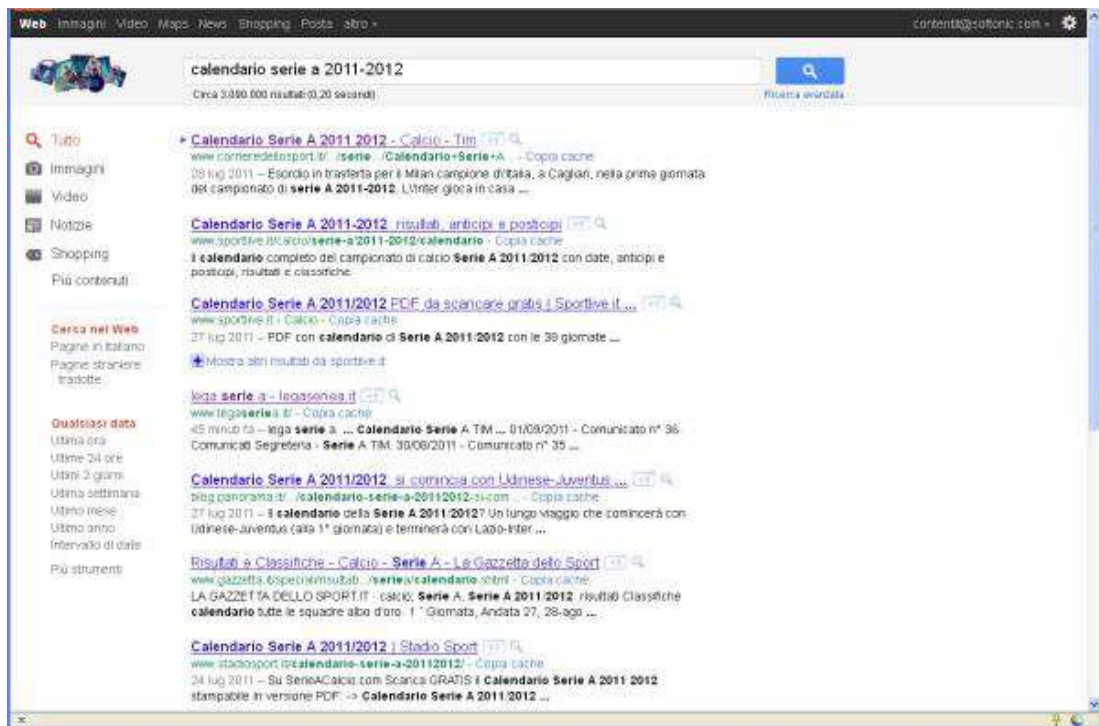 Web Immagini Video Maps News Shopping Posta altro
contentit@softonic.com
calendario serie a 2011-2012
Circa 3.090.000 risultati (0,20 secondi)
Ricerca avanzata
Tutto
Immagini
Video
Notizie
Shopping
Più contenuti
Cerca nel Web
Pagine in Italiano
Pagine straniere
tradotte
Qualsiasi data
Ultima ora
Ultime 24 ore
Ultimi 2 giorni
Ultima settimana
Ultimo mese
Ultimo anno
Intervallo di date
Più strumenti
Calendario Serie A 2011 2012 - Calcio - Tim +1
www.corrieredellosport.it/.../serie.../Calendario+Serie+A... - Copia cache
28 lug 2011 – Esordio in trasferta per il Milan campione d'Italia, a Cagliari, nella prima giornata
del campionato di serie A 2011-2012. L'Inter gioca in casa ...
Calendario Serie A 2011-2012, risultati, anticipi e posticipi +1
www.sportlive.it/calcio/serie-a/2011-2012/calendario - Copia cache
Il calendario completo del campionato di calcio Serie A 2011/2012 con date, anticipi e
posticipi, risultati e classifiche.
Calendario Serie A 2011/2012 PDF da scaricare gratis | Sportlive.it ... +1
www.sportlive.it › Calcio - Copia cache
27 lug 2011 – PDF con calendario di Serie A 2011/2012 con le 38 giornate ...
Mostra altri risultati da sportlive.it
lega serie a - legaseriea.it +1
www.legaseriea.it/ - Copia cache
45 minuti fa – lega serie a. ... Calendario Serie A TIM ... 01/09/2011 - Comunicato n° 36
Comunicati Segreteria - Serie A TIM. 30/08/2011 - Comunicato n° 35 ...
Calendario Serie A 2011/2012, si comincia con Udinese-Juventus ... +1
blog.panorama.it/.../calendario-serie-a-20112012-si-com... - Copia cache
27 lug 2011 – Il calendario della Serie A 2011/2012? Un lungo viaggio che comincerà con
Udinese-Juventus (alla 1° giornata) e terminerà con Lazio-Inter ...
Risultati e Classifiche - Calcio - Serie A - La Gazzetta dello Sport +1
www.gazzetta.it/speciali/risultati.../seriea/calendario.shtml - Copia cache
LA GAZZETTA DELLO SPORT.IT - calcio, Serie A. Serie A 2011/2012. risultati Classifiche
calendario tutte le squadre albo d'oro. 1ˆ Giornata, Andata 27, 28-ago ...
Calendario Serie A 2011/2012 | Stadio Sport +1
www.stadiosport.it/calendario-serie-a-20112012/ - Copia cache
24 lug 2011 – Su SerieACalcio.com Scarica GRATIS il Calendario Serie A 2011 2012
stampabile in versione PDF -> Calendario Serie A 2011/2012 ...